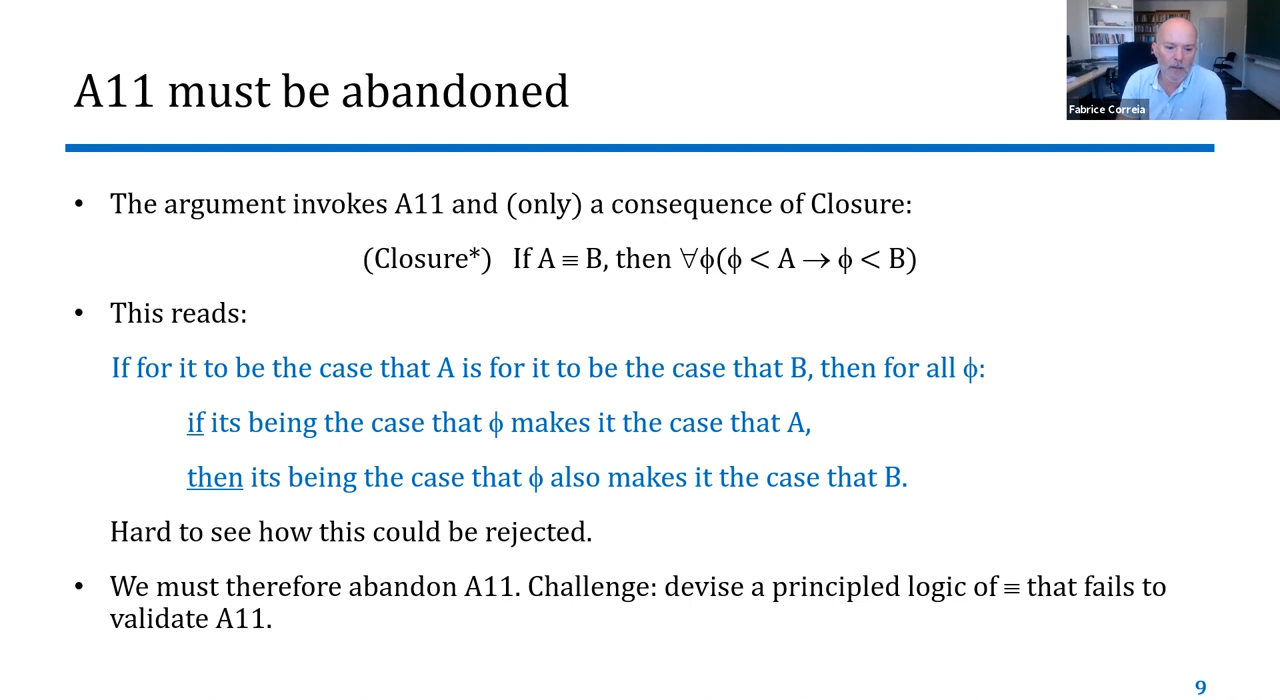 Fabrice Correia
A11 must be abandoned
• The argument invokes A11 and (only) a consequence of Closure:
(Closure*) If A ≡ B, then ∀ϕ(ϕ < A → ϕ < B)
• This reads:
If for it to be the case that A is for it to be the case that B, then for all ϕ:
if its being the case that ϕ makes it the case that A,
then its being the case that ϕ also makes it the case that B.
Hard to see how this could be rejected.
• We must therefore abandon A11. Challenge: devise a principled logic of ≡ that fails to
validate A11.
9